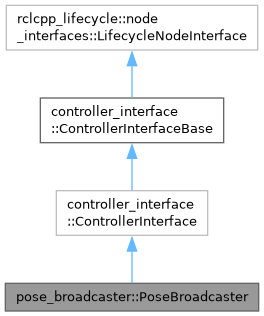 rclcpp_lifecycle::node
_interfaces::LifecycleNodeInterface
controller_interface
::ControllerInterfaceBase
controller_interface
::ControllerInterface
pose_broadcaster::PoseBroadcaster